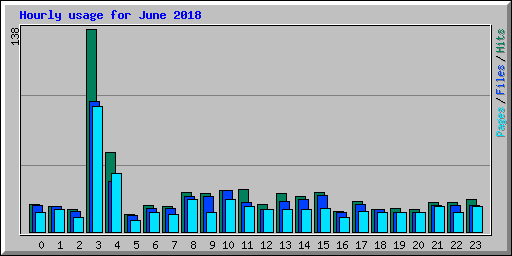 Hourly usage for June 2018
138
Pages/Files/Hits
0 1 2 3 4 5 6 7 8 9 10 11 12 13 14 15 16 17 18 19 20 21 22 23